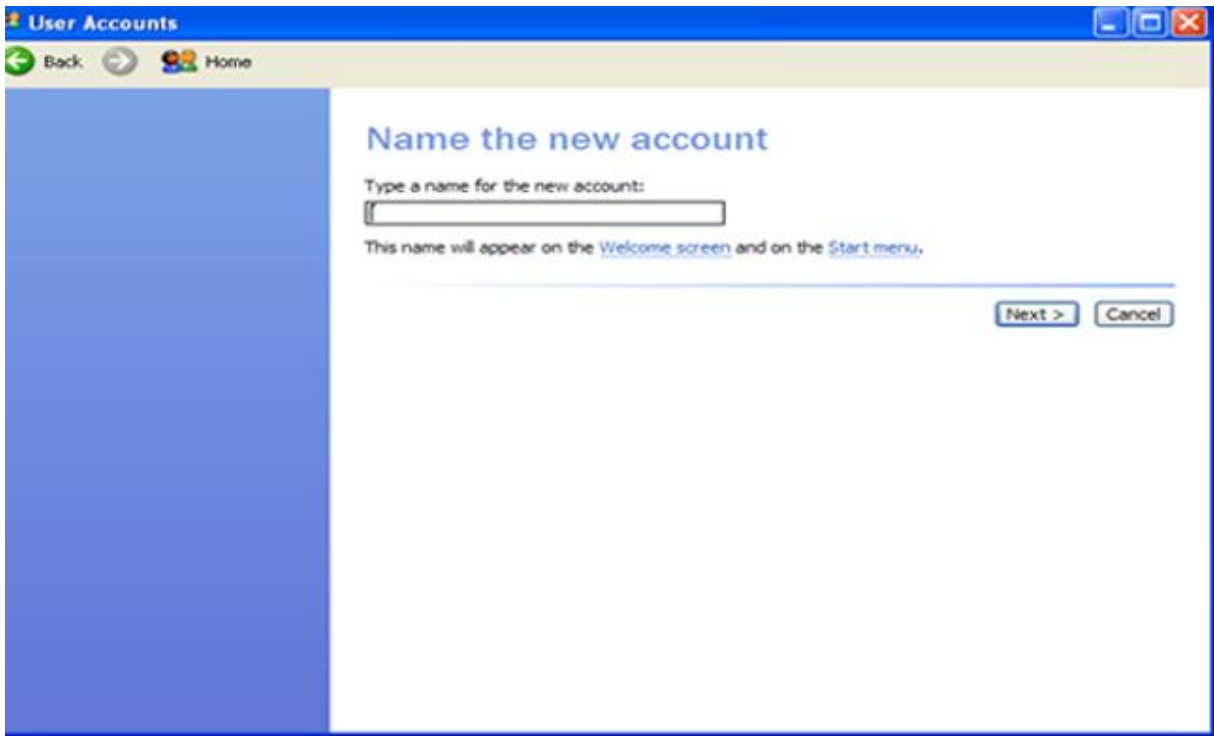 User Accounts
Back Home
Name the new account
Type a name for the new account:
This name will appear on the Welcome screen and on the Start menu.
Next > Cancel